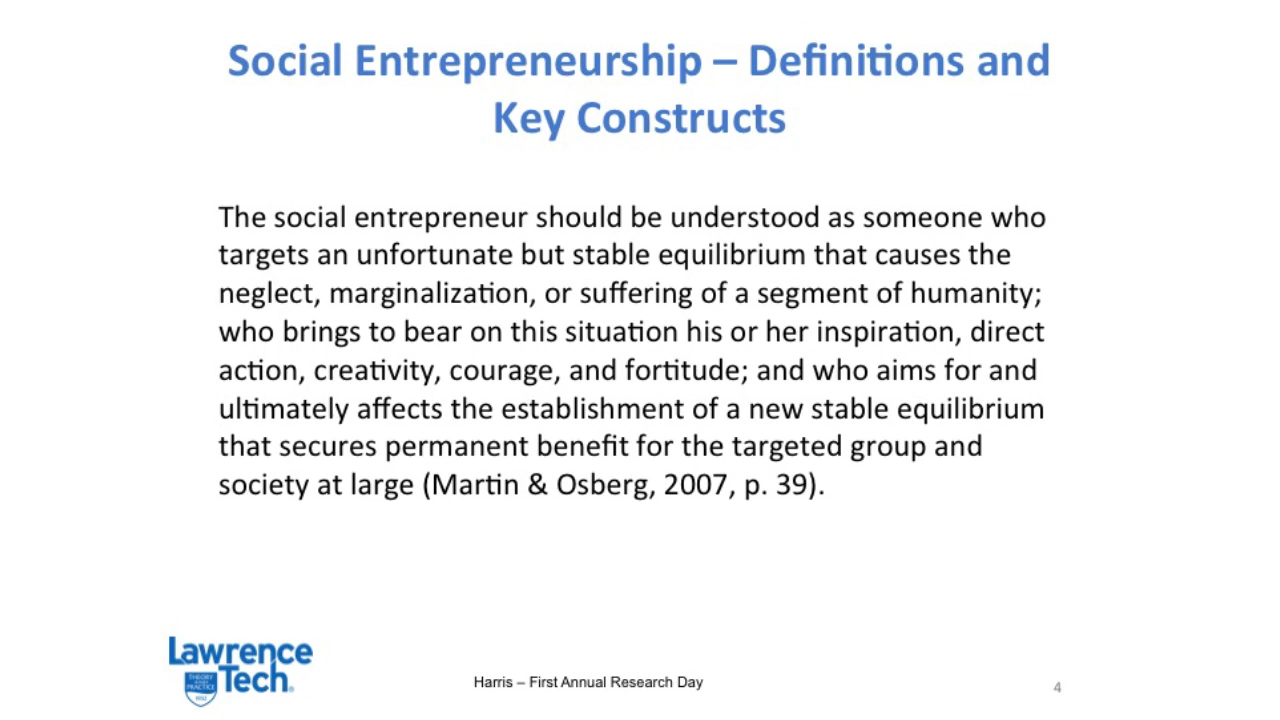 Social Entrepreneurship – Definitions and
Key Constructs
The social entrepreneur should be understood as someone who
targets an unfortunate but stable equilibrium that causes the
neglect, marginalization, or suffering of a segment of humanity;
who brings to bear on this situation his or her inspiration, direct
action, creativity, courage, and fortitude; and who aims for and
ultimately affects the establishment of a new stable equilibrium
that secures permanent benefit for the targeted group and
society at large (Martin & Osberg, 2007, p. 39).
Lawrence
Tech
THEORY
PRACTICE
Harris – First Annual Research Day
4